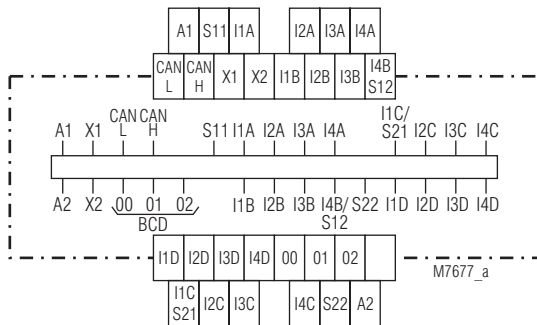 A1 S11 I1A I2A I3A I4A
CAN L CAN H X1 X2 I1B I2B I3B I4B S12
A1 X1 CAN L CAN H S11 I1A I2A I3A I4A I1C/ S21 I2C I3C I4C
A2 X2 00 01 02 I1B I2B I3B I4B/ S12 S22 I1D I2D I3D I4D
BCD
I1D I2D I3D I4D 00 01 02
M7677_a
I1C S21 I2C I3C I4C S22 A2